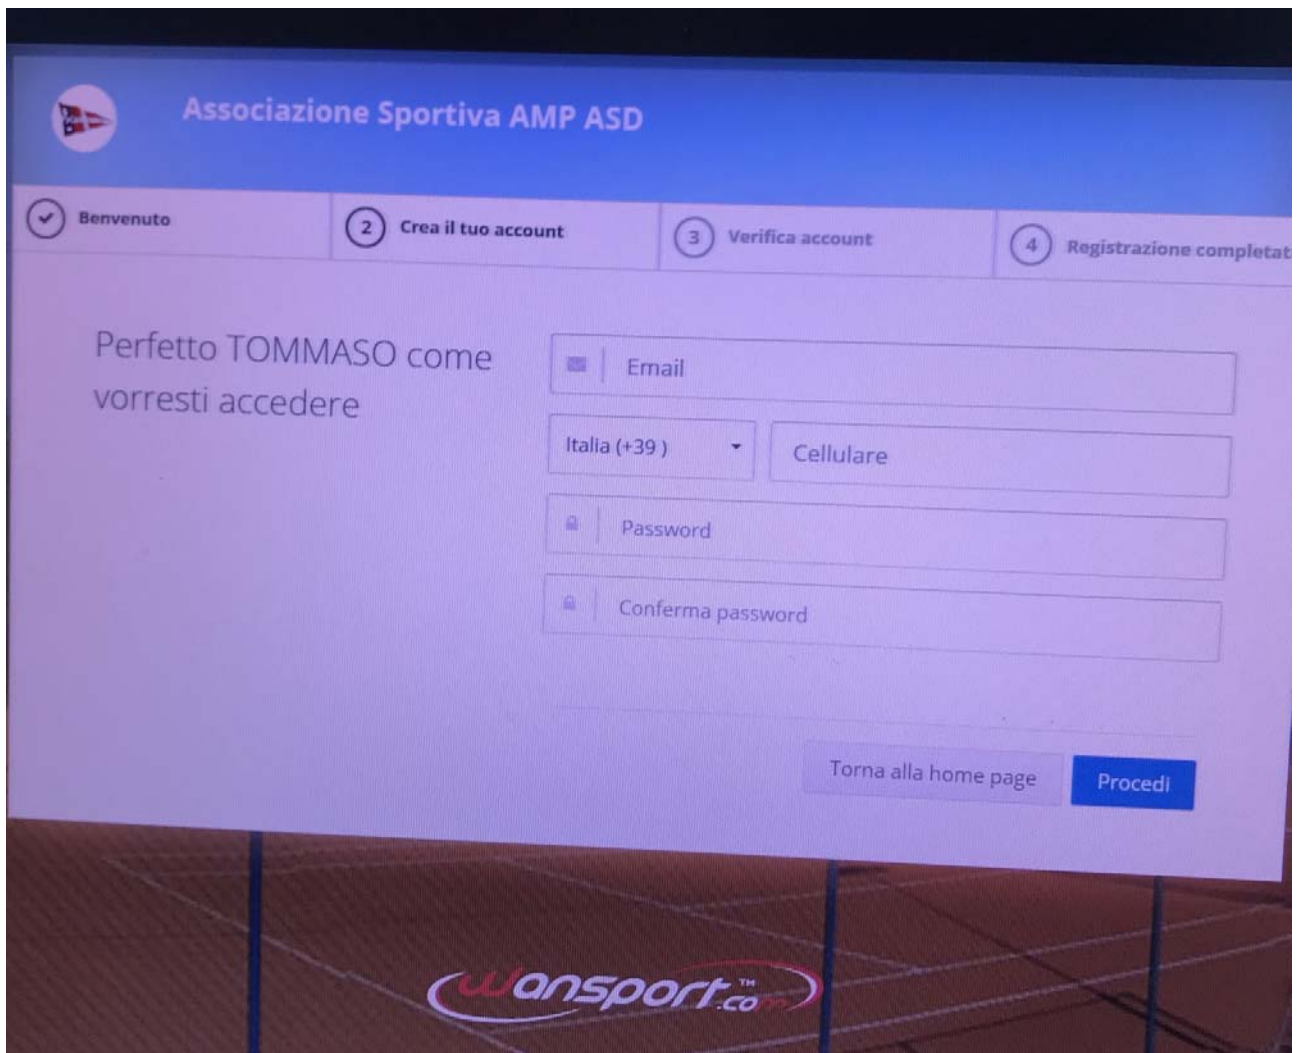 Associazione Sportiva AMP ASD
Benvenuto
2 Crea il tuo account
3 Verifica account
4 Registrazione completat
Perfetto TOMMASO come
vorresti accedere
Email
Italia (+39 )
Cellulare
Password
Conferma password
Torna alla home page
Procedi
wansport.com™